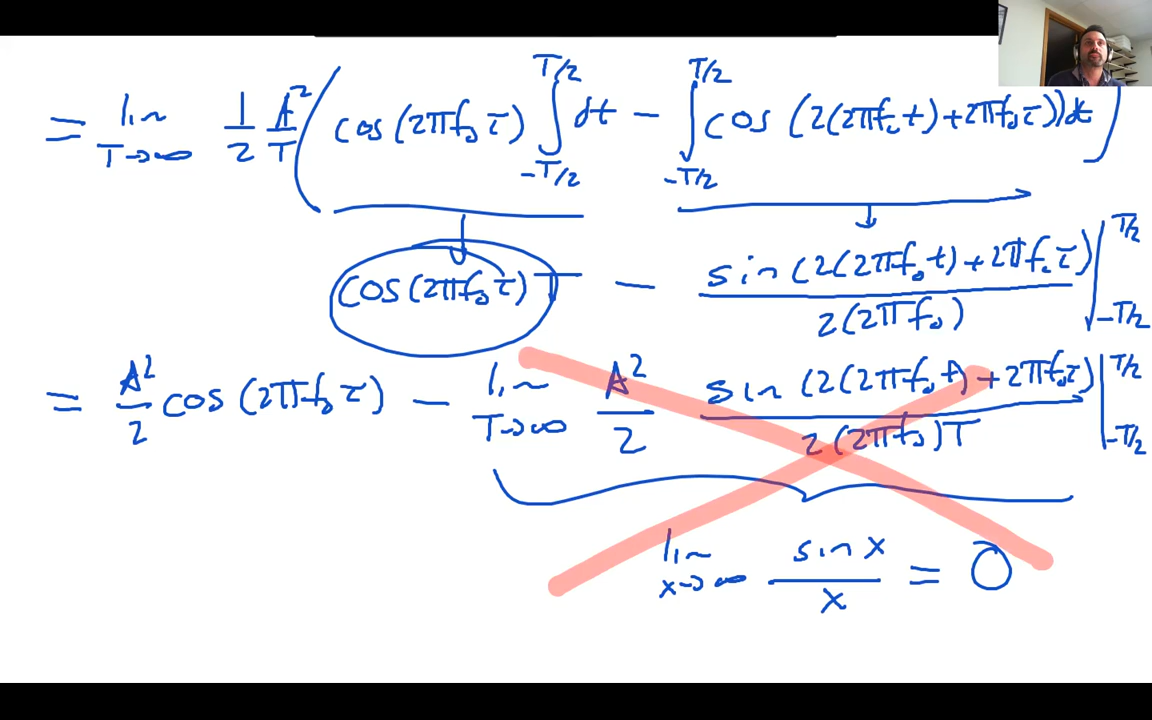 = lim T→∞ 1/2 A²/T ( cos(2πf₀τ) ∫_{-T/2}^{T/2} dt − ∫_{-T/2}^{T/2} cos(2(2πf₀t)+2πf₀τ))dt )
cos(2πf₀τ) T − sin(2(2πf₀t)+2πf₀τ) / 2(2πf₀) |_{-T/2}^{T/2}
= A²/2 cos(2πf₀τ) − lim T→∞ A²/2 sin(2(2πf₀t)+2πf₀τ) / 2(2πf₀)T |_{-T/2}^{T/2}
lim x→∞ sin x / x = 0